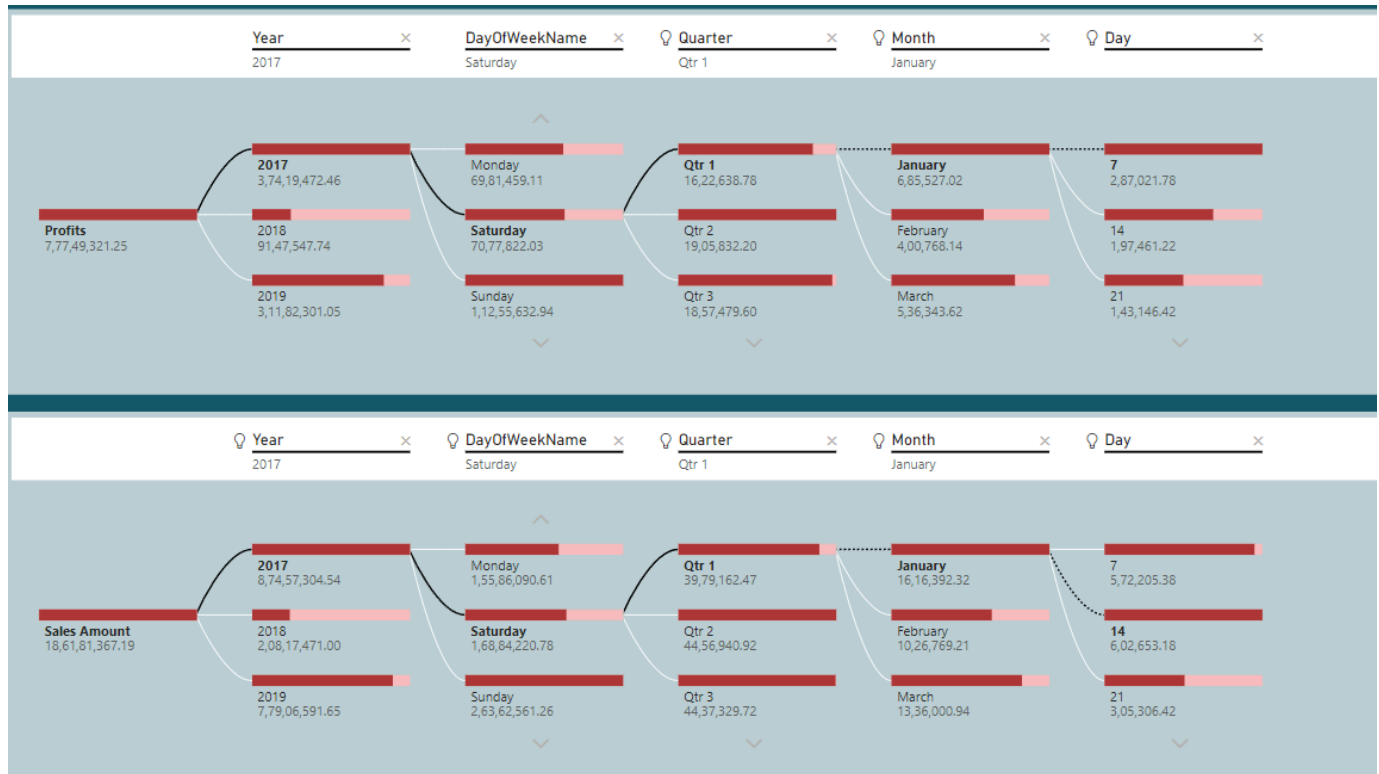 Year × DayOfWeekName × Quarter × Month × Day ×
2017 Saturday Qtr 1 January
2017 Monday Qtr 1 January 7
3,74,19,472.46 69,81,459.11 16,22,638.78 6,85,527.02 2,87,021.78
Profits 2018 Saturday Qtr 2 February 14
7,77,49,321.25 91,47,547.74 70,77,822.03 19,05,832.20 4,00,768.14 1,97,461.22
2019 Sunday Qtr 3 March 21
3,11,82,301.05 1,12,55,632.94 18,57,479.60 5,36,343.62 1,43,146.42
Year × DayOfWeekName × Quarter × Month × Day ×
2017 Saturday Qtr 1 January
2017 Monday Qtr 1 January 7
8,74,57,304.54 1,55,86,090.61 39,79,162.47 16,16,392.32 5,72,205.38
Sales Amount 2018 Saturday Qtr 2 February 14
18,61,81,367.19 2,08,17,471.00 1,68,84,220.78 44,56,940.92 10,26,769.21 6,02,653.18
2019 Sunday Qtr 3 March 21
7,79,06,591.65 2,63,62,561.26 44,37,329.72 13,36,000.94 3,05,306.42